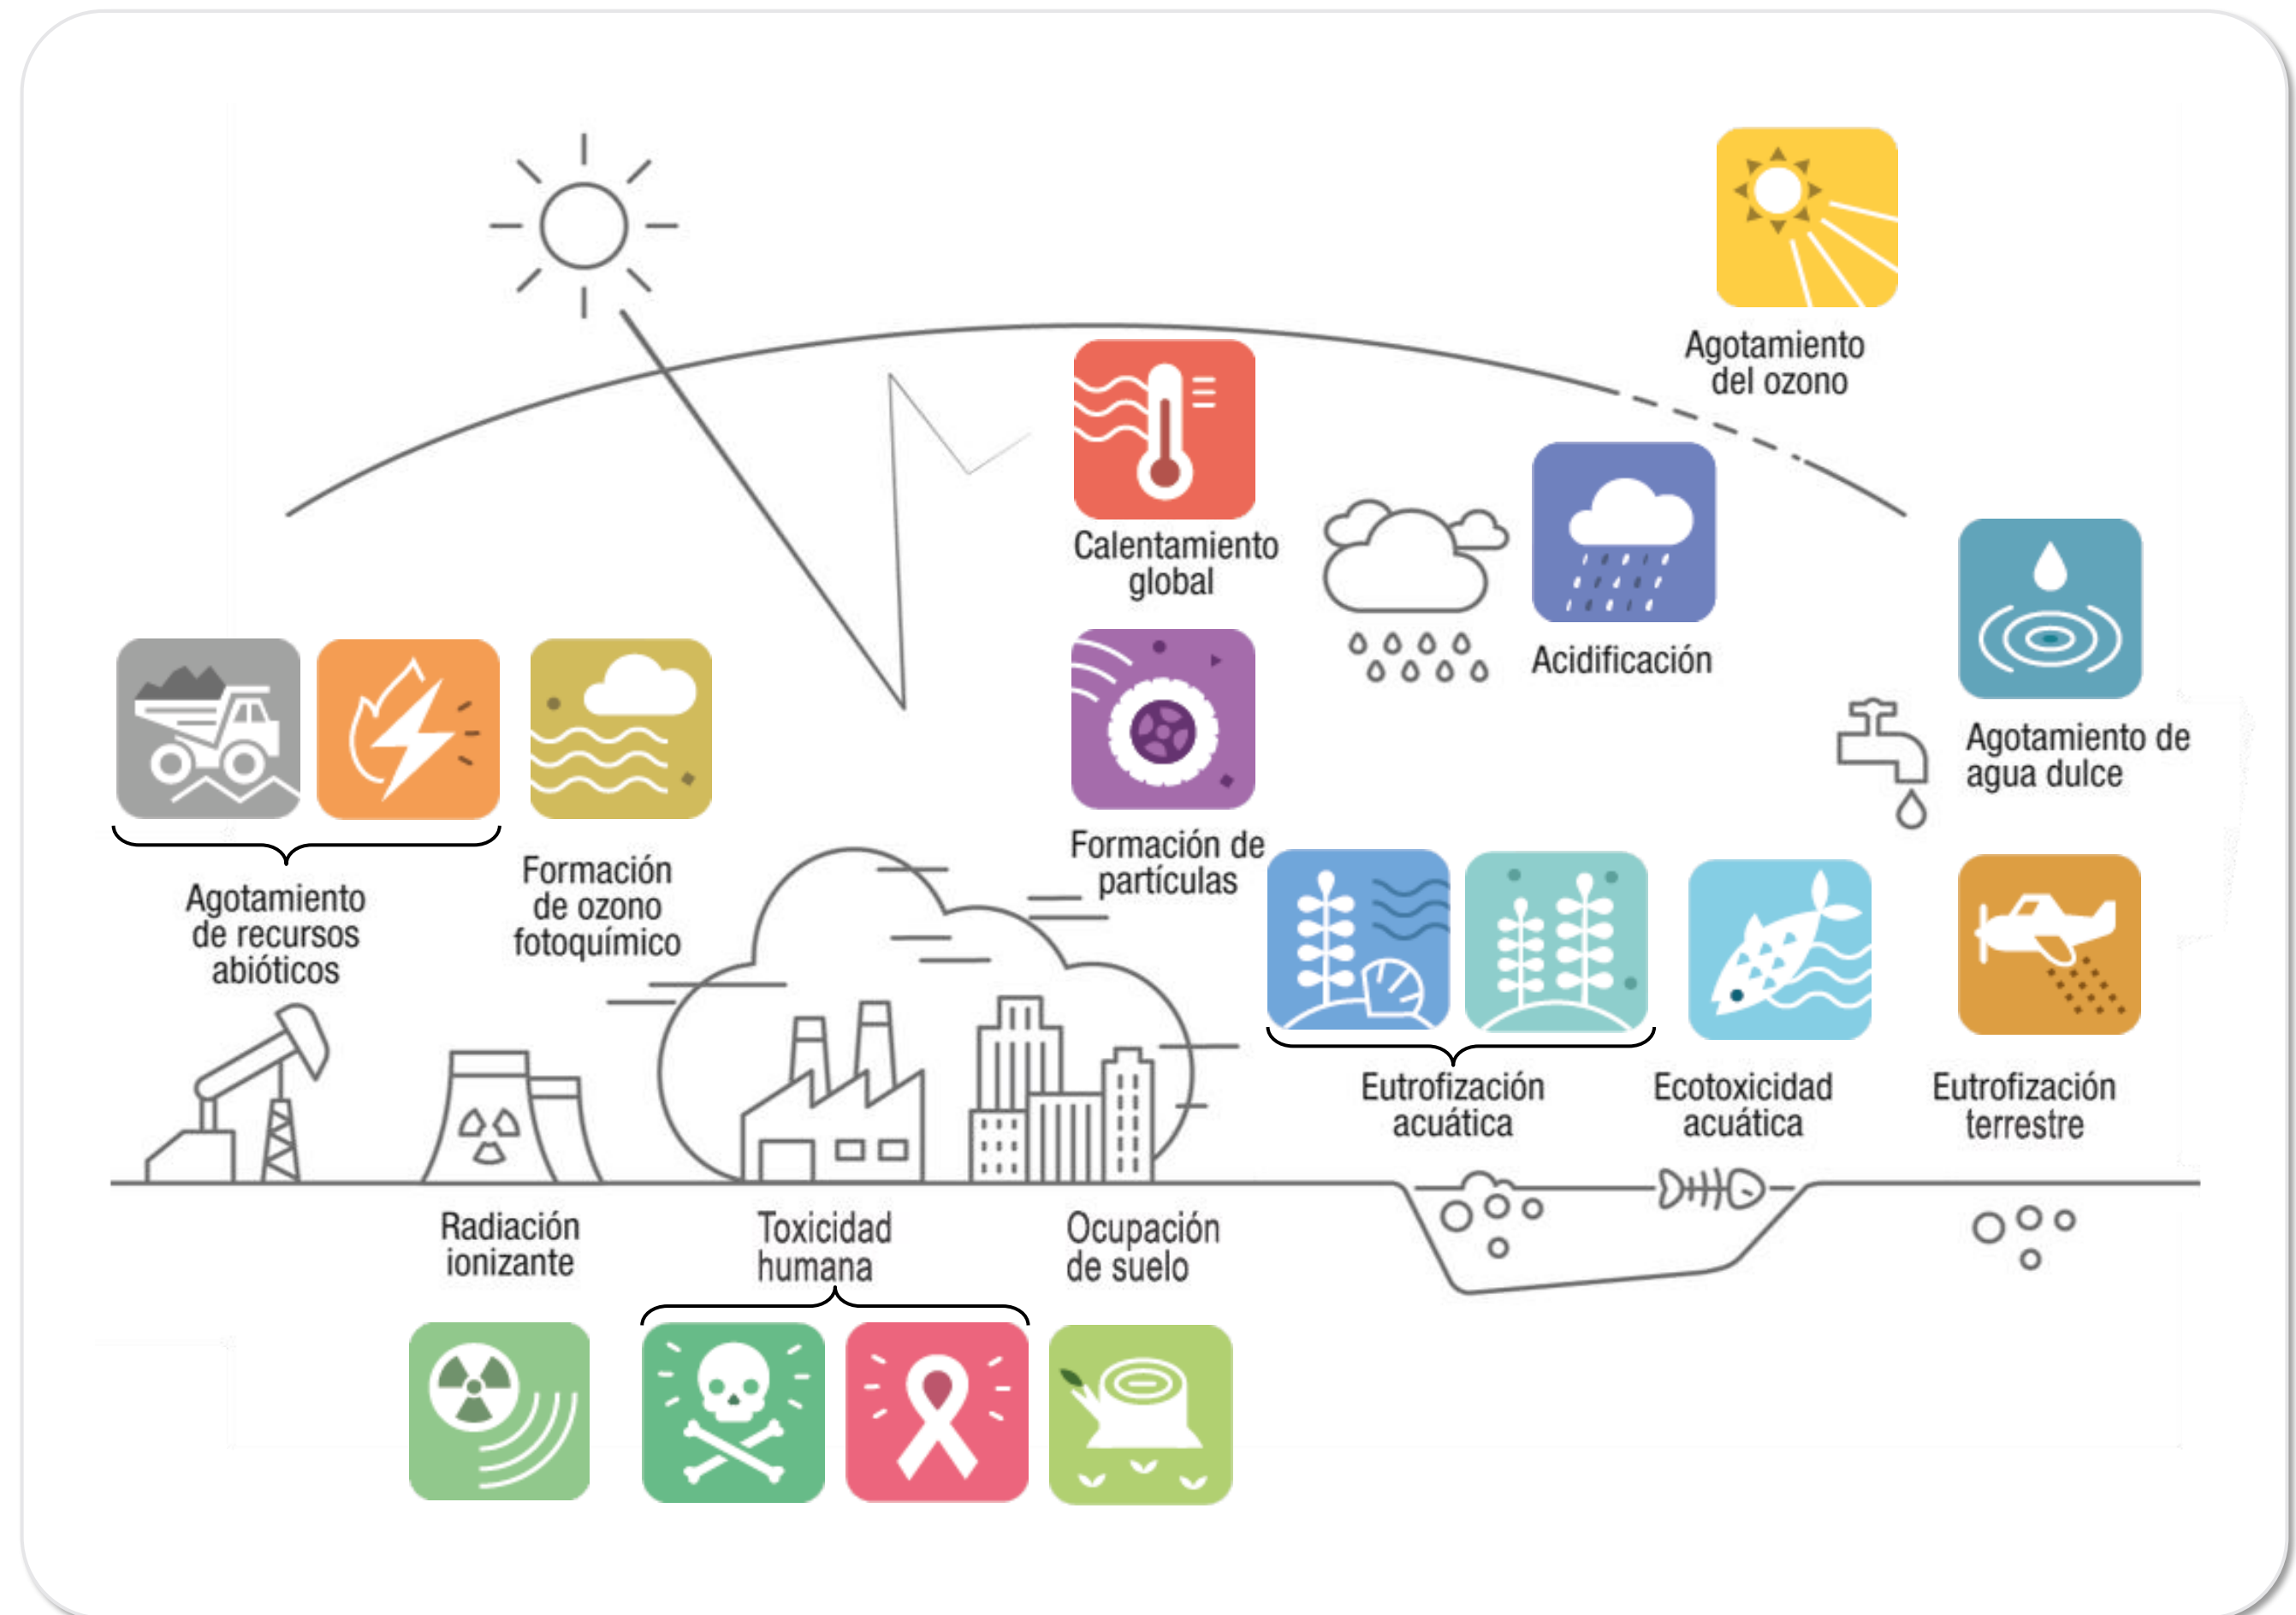 Agotamiento
del ozono
Calentamiento
global
Acidificación
Agotamiento de
agua dulce
Formación de
partículas
Formación
de ozono
fotoquímico
Agotamiento
de recursos
abióticos
Eutrofización
acuática
Ecotoxicidad
acuática
Eutrofización
terrestre
Radiación
ionizante
Toxicidad
humana
Ocupación
de suelo